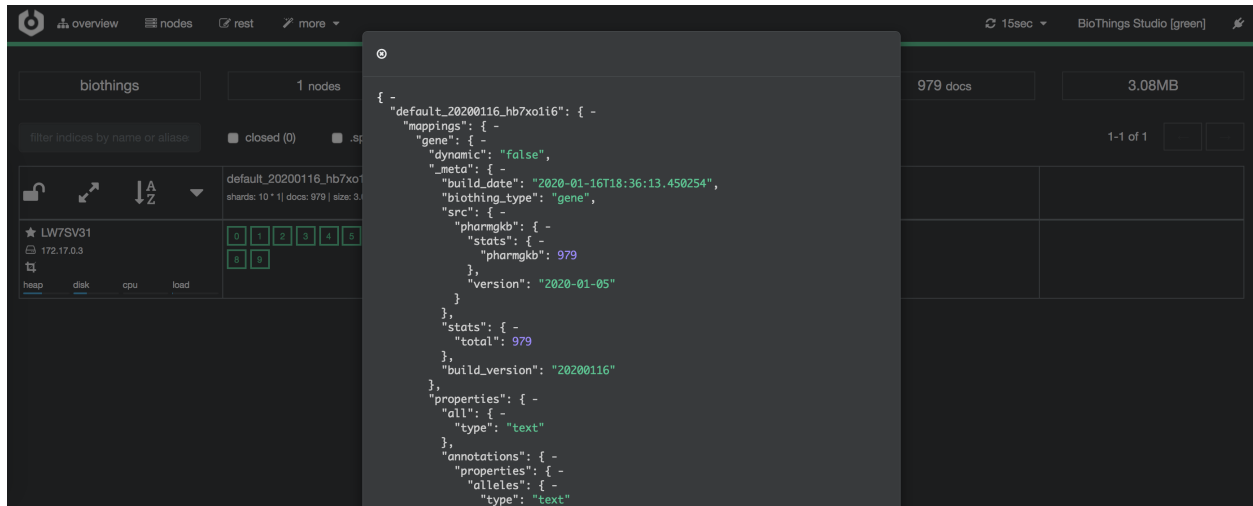 overview nodes rest more 15sec BioThings Studio [green]
biothings 1 nodes 979 docs 3.08MB
filter indices by name or aliase closed (0) 1-1 of 1
default_20200116_hb7xo1
shards: 10 * 1| docs: 979 | size:
LW7SV31
172.17.0.3
heap disk cpu load
0 1 2 3 4 5
8 9
{ -
"default_20200116_hb7xo1i6": { -
"mappings": { -
"gene": { -
"dynamic": "false",
"_meta": { -
"build_date": "2020-01-16T18:36:13.450254",
"biothing_type": "gene",
"src": { -
"pharmgkb": { -
"stats": { -
"pharmgkb": 979
},
"version": "2020-01-05"
}
},
"stats": { -
"total": 979
},
"build_version": "20200116"
},
"properties": { -
"all": { -
"type": "text"
},
"annotations": { -
"properties": { -
"alleles": { -
"type": "text"